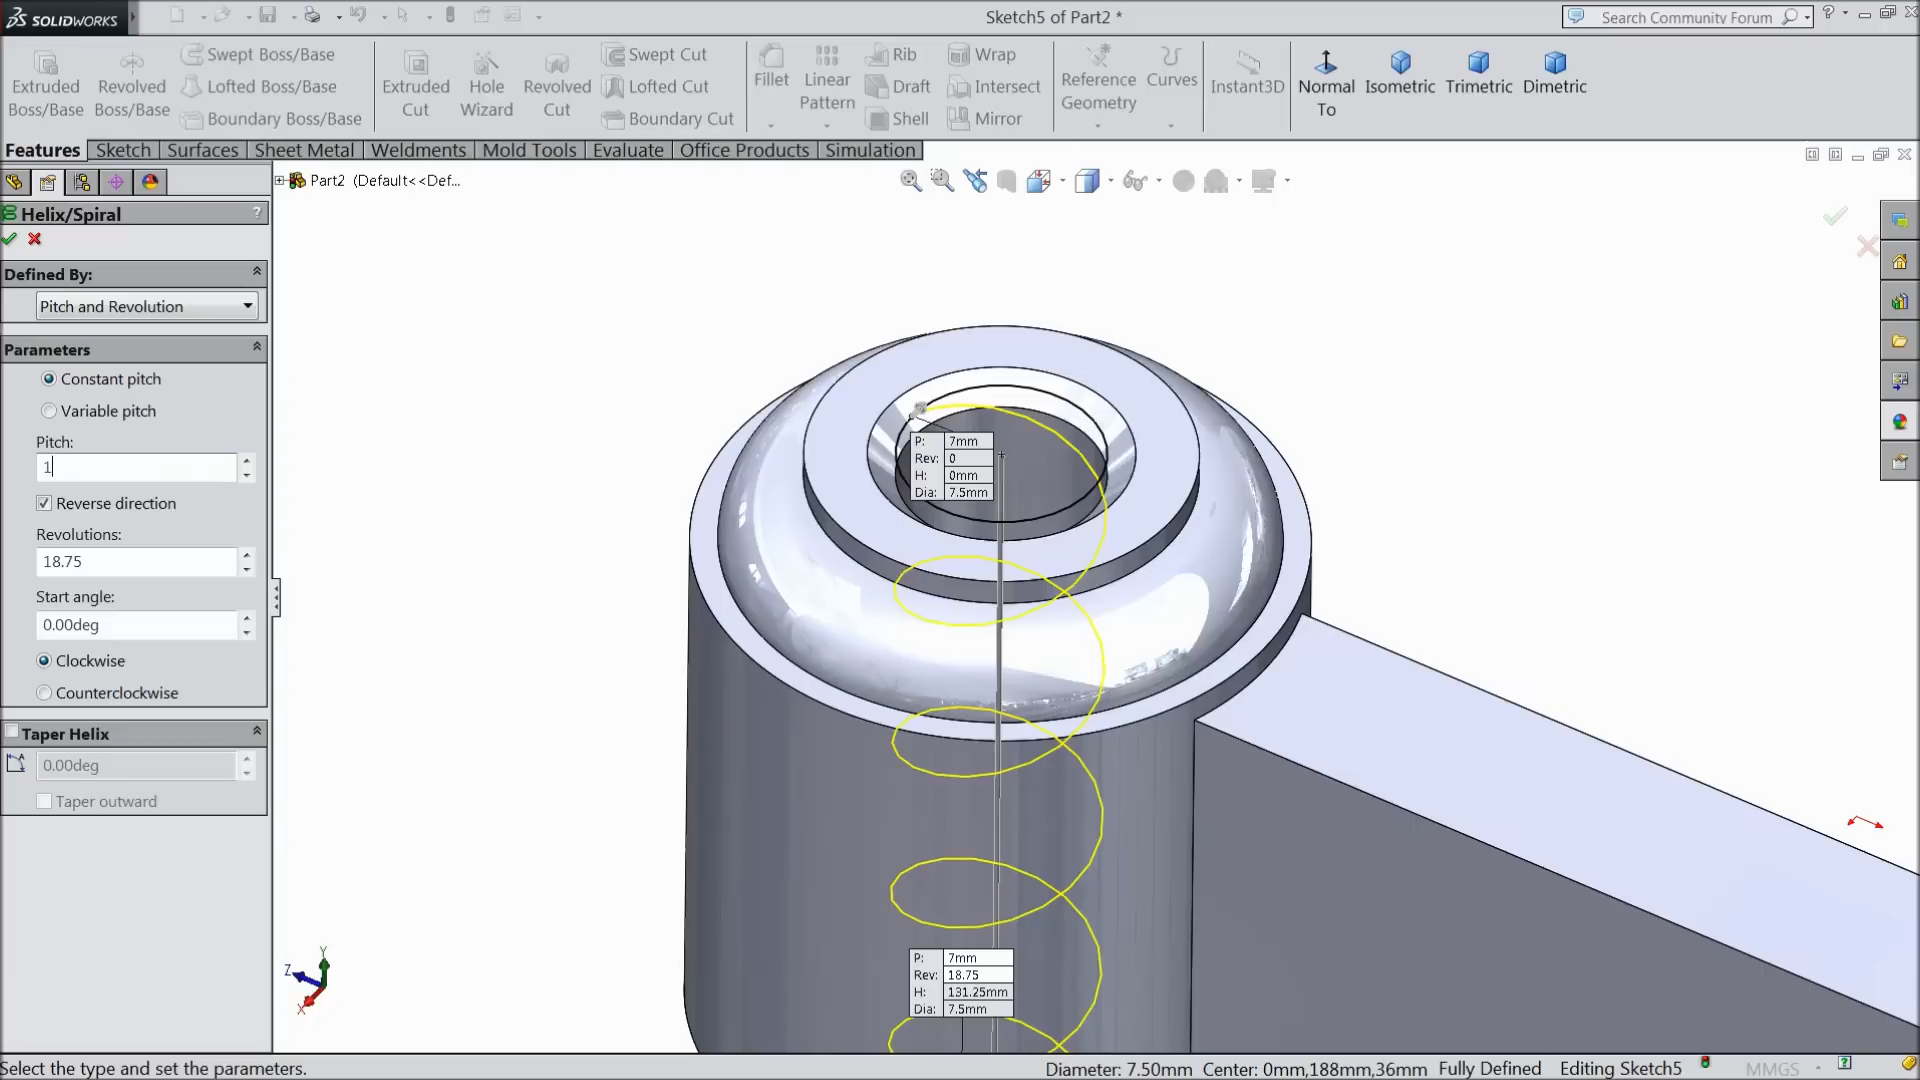 SOLIDWORKS
Sketch5 of Part2 *
Search Community Forum
?
Extruded Boss/Base
Revolved Boss/Base
Swept Boss/Base
Lofted Boss/Base
Boundary Boss/Base
Extruded Cut
Hole Wizard
Revolved Cut
Swept Cut
Lofted Cut
Boundary Cut
Fillet
Linear Pattern
Rib
Draft
Shell
Wrap
Intersect
Mirror
Reference Geometry
Curves
Instant3D
Normal To
Isometric
Trimetric
Dimetric
Features
Sketch
Surfaces
Sheet Metal
Weldments
Mold Tools
Evaluate
Office Products
Simulation
Part2 (Default<<Def...
Helix/Spiral
?
Defined By:
Pitch and Revolution
Parameters
Constant pitch
Variable pitch
Pitch:
1
Reverse direction
Revolutions:
18.75
Start angle:
0.00deg
Clockwise
Counterclockwise
Taper Helix
0.00deg
Taper outward
P: 7mm
Rev: 0
H: 0mm
Dia: 7.5mm
P: 7mm
Rev: 18.75
H: 131.25mm
Dia: 7.5mm
Y
Z
X
Select the type and set the parameters.
Diameter: 7.50mm Center: 0mm,188mm,36mm Fully Defined Editing Sketch5 MMGS ?